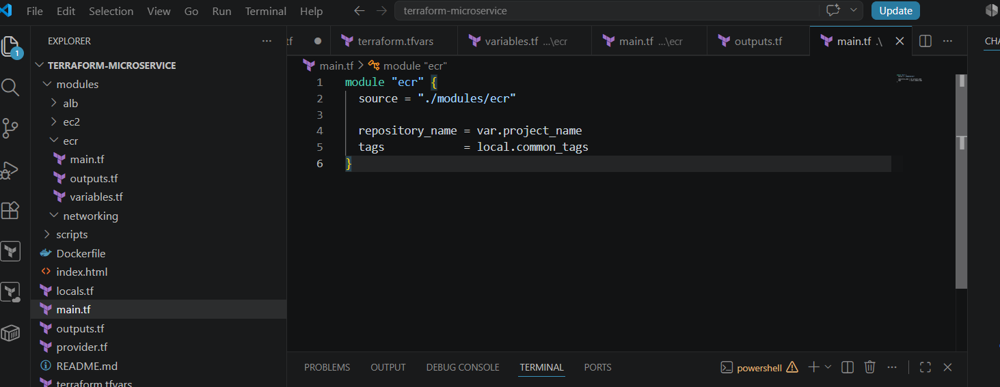 File Edit Selection View Go Run Terminal Help
terraform-microservice
Update
EXPLORER
1
TERRAFORM-MICROSERVICE
modules
alb
ec2
ecr
main.tf
outputs.tf
variables.tf
networking
scripts
Dockerfile
index.html
locals.tf
main.tf
outputs.tf
provider.tf
README.md
terraform.tfvars
tf terraform.tfvars variables.tf ...\ecr main.tf ...\ecr outputs.tf main.tf .\
main.tf > module "ecr"
1 module "ecr" {
2 source = "./modules/ecr"
3
4 repository_name = var.project_name
5 tags            = local.common_tags
6 }
PROBLEMS OUTPUT DEBUG CONSOLE TERMINAL PORTS
powershell
CHA